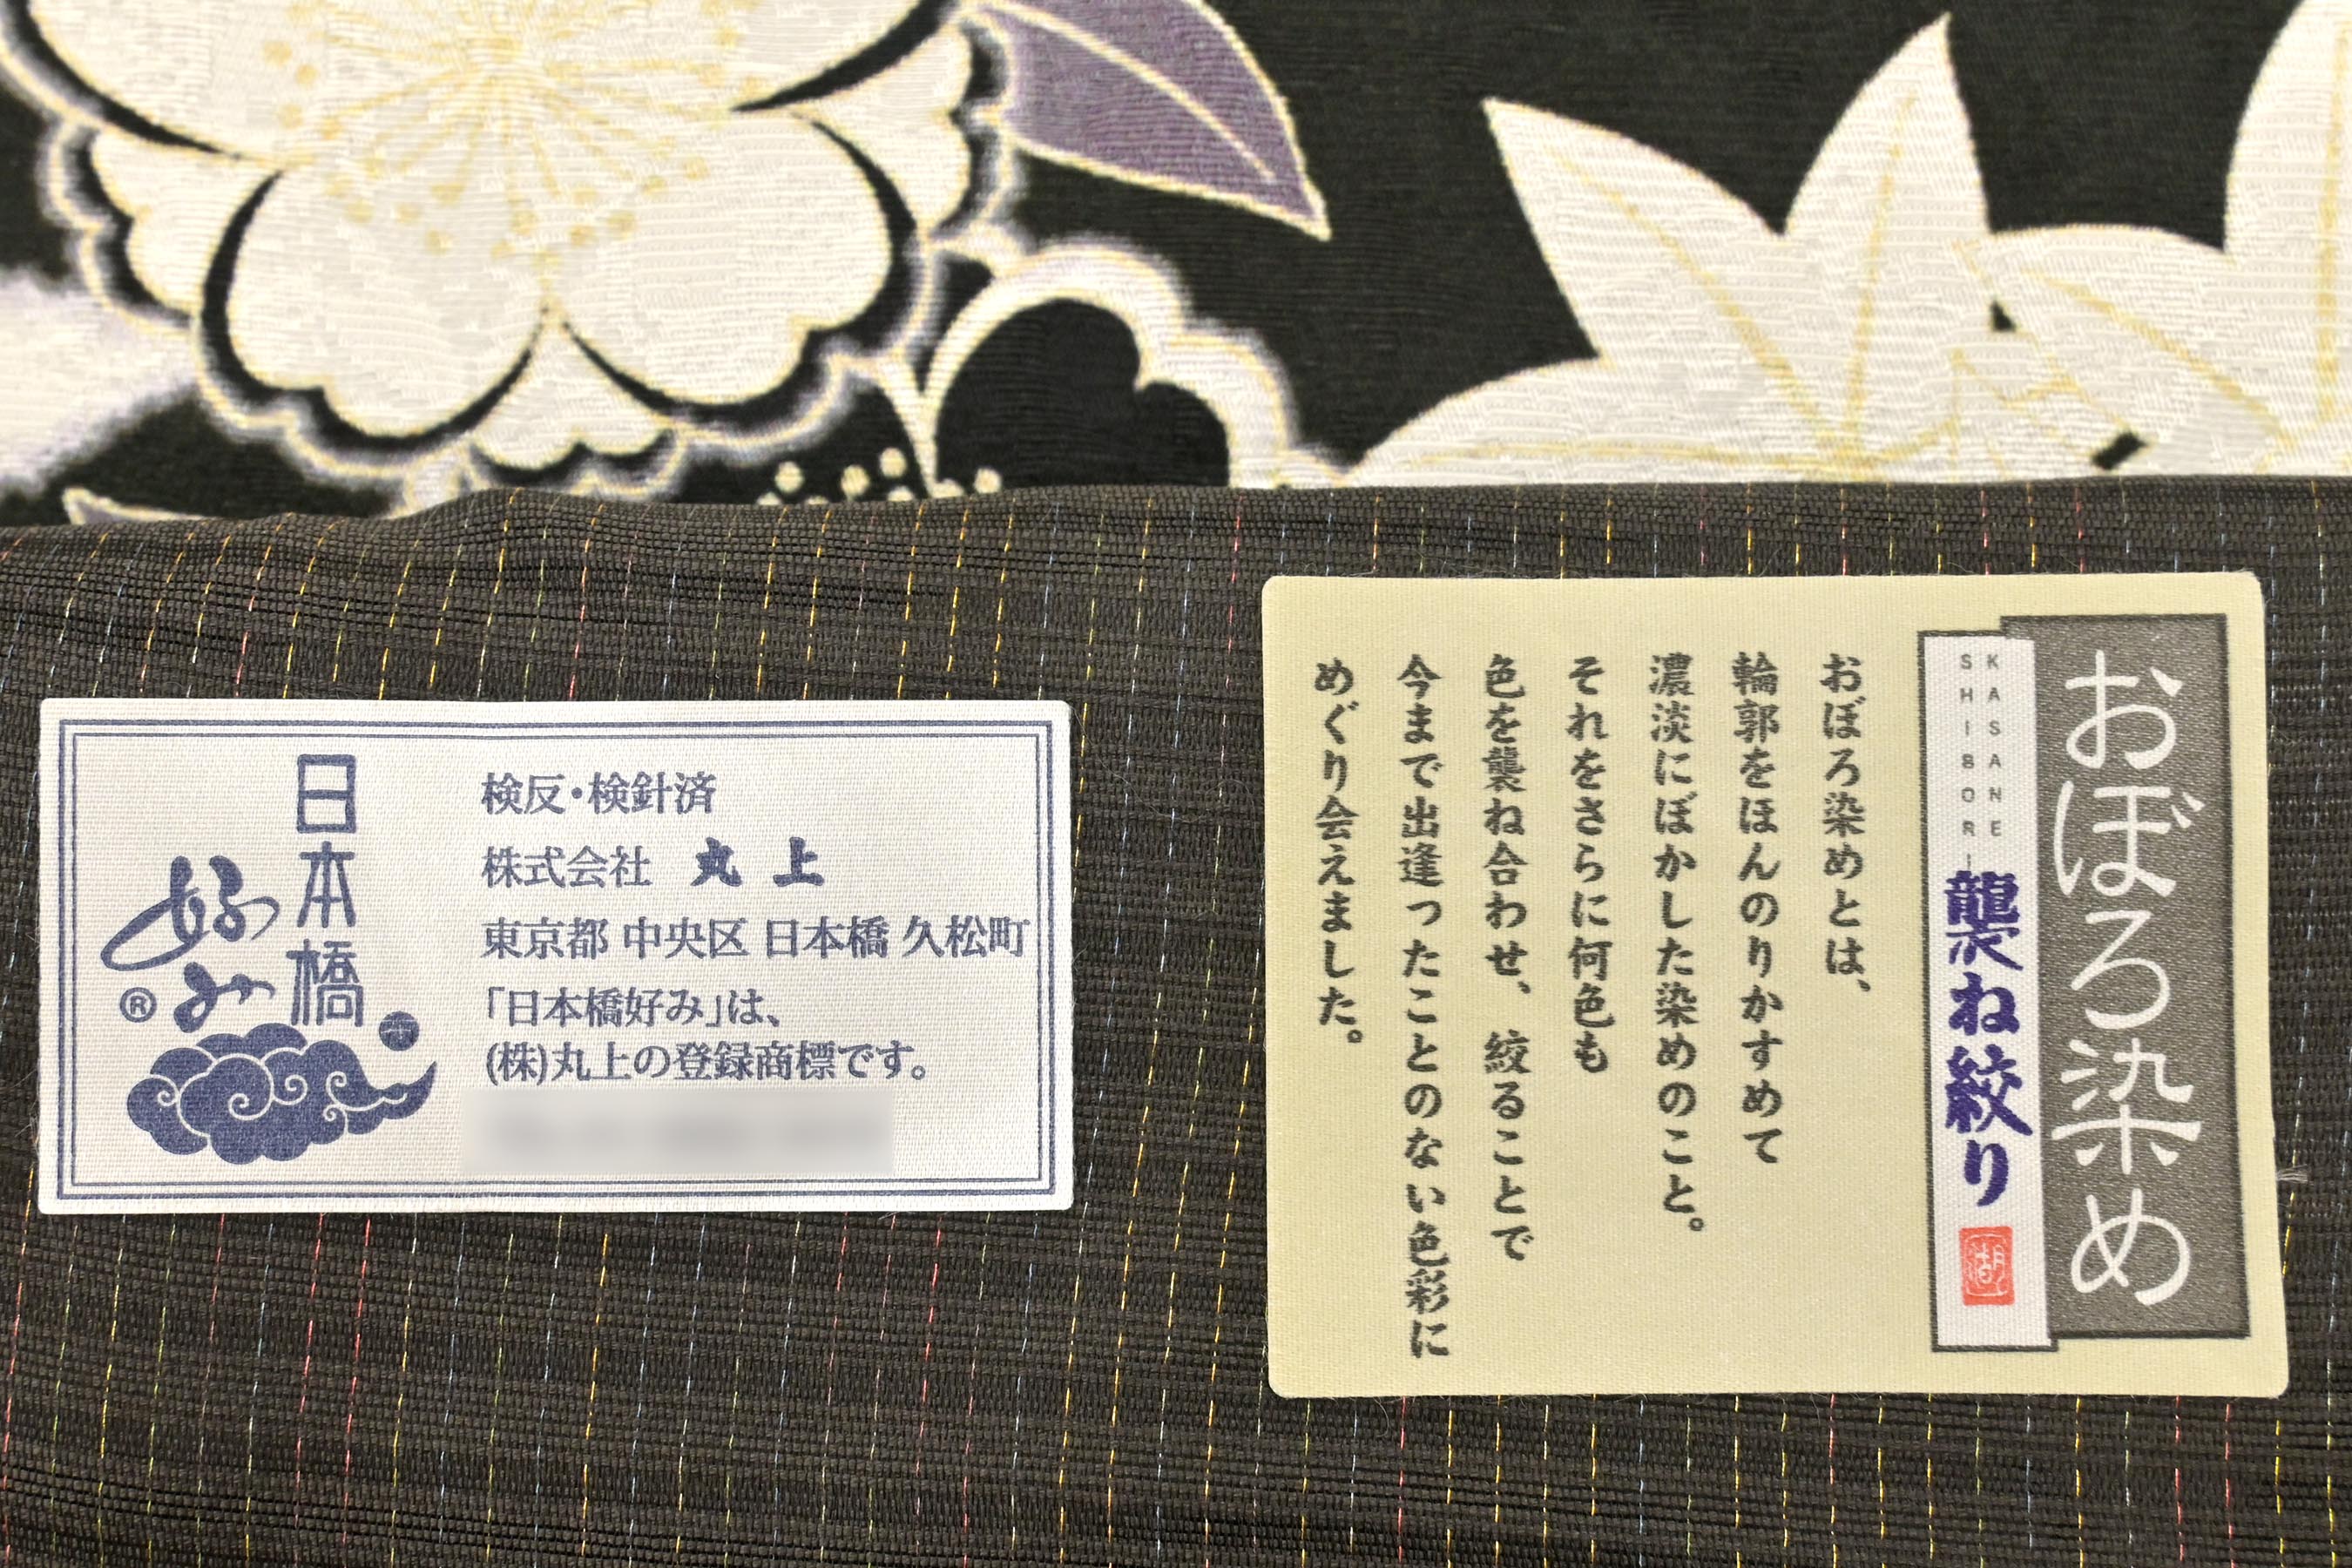 日本橋
好み
®
検反・検針済
株式会社 丸上
東京都 中央区 日本橋 久松町
「日本橋好み」は、
(株)丸上の登録商標です。
おぼろ染め
KASANE
SHIBORI
襲ね絞り
おぼろ染めとは、
輪郭をほんのりかすめて
濃淡にぼかした染めのこと。
それをさらに何色も
色を襲ね合わせ、絞ることで
今まで出逢ったことのない色彩に
めぐり会えました。